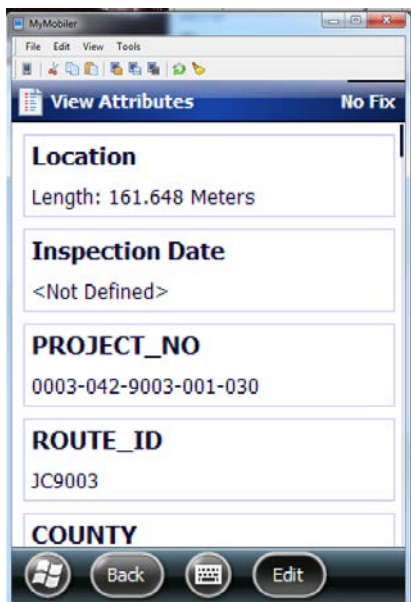 MyMobiler
File Edit View Tools
View Attributes No Fix
Location
Length: 161.648 Meters
Inspection Date
<Not Defined>
PROJECT_NO
0003-042-9003-001-030
ROUTE_ID
JC9003
COUNTY
Back Edit